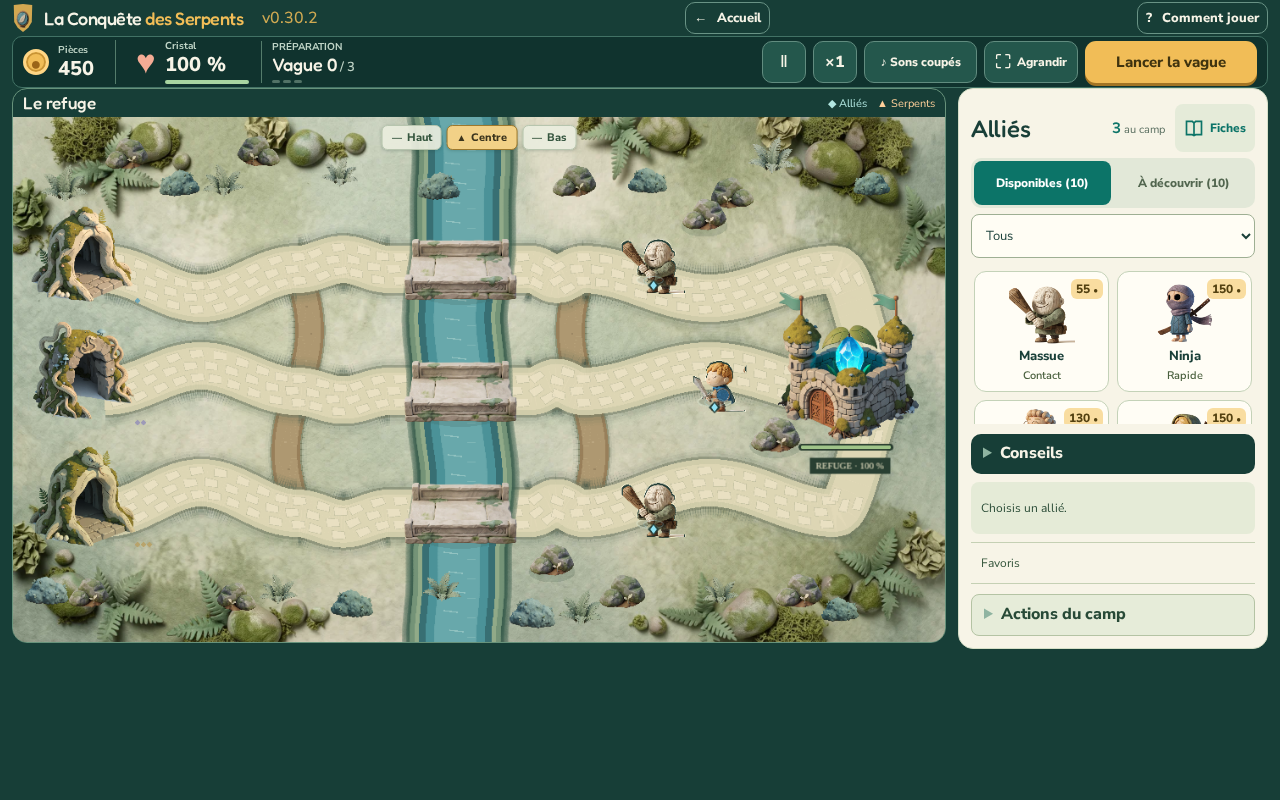 La Conquête des Serpents v0.30.2
← Accueil
? Comment jouer
Pièces
450
Cristal
100 %
PRÉPARATION
Vague 0 / 3
×1
♪ Sons coupés
Agrandir
Lancer la vague
Le refuge
◆ Alliés ▲ Serpents
— Haut
▲ Centre
— Bas
REFUGE · 100 %
Alliés
3 au camp
Fiches
Disponibles (10)
À découvrir (10)
Tous
55 •
Massue
Contact
150 •
Ninja
Rapide
130 •
150 •
Conseils
Choisis un allié.
Favoris
Actions du camp